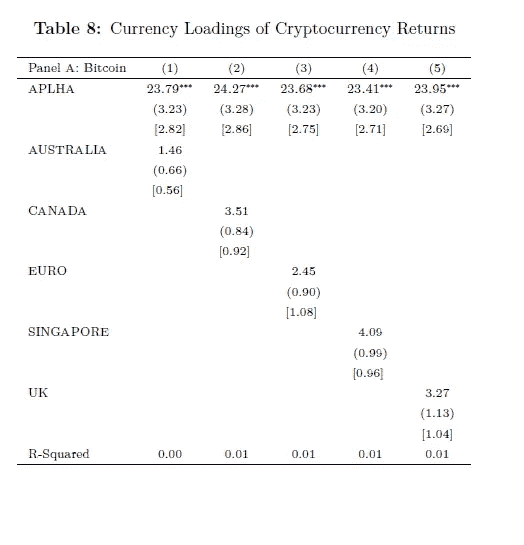 Table 8: Currency Loadings of Cryptocurrency Returns
Panel A: Bitcoin (1) (2) (3) (4) (5)
APLHA 23.79*** 24.27*** 23.68*** 23.41*** 23.95***
(3.23) (3.28) (3.23) (3.20) (3.27)
[2.82] [2.86] [2.75] [2.71] [2.69]
AUSTRALIA 1.46
(0.66)
[0.56]
CANADA 3.51
(0.84)
[0.92]
EURO 2.45
(0.90)
[1.08]
SINGAPORE 4.09
(0.99)
[0.96]
UK 3.27
(1.13)
[1.04]
R-Squared 0.00 0.01 0.01 0.01 0.01